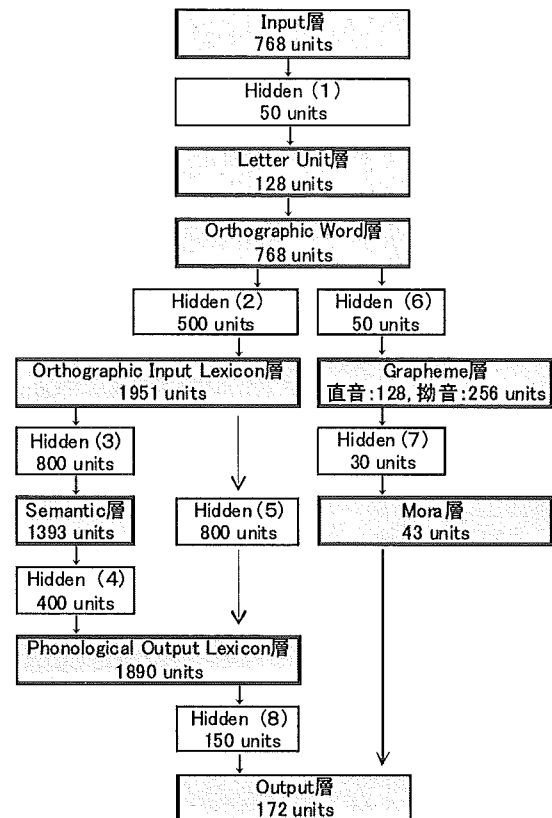 Input層
768 units
Hidden (1)
50 units
Letter Unit層
128 units
Orthographic Word層
768 units
Hidden (2)
500 units
Hidden (6)
50 units
Orthographic Input Lexicon層
1951 units
Grapheme層
直音:128, 拗音:256 units
Hidden (3)
800 units
Hidden (7)
30 units
Semantic層
1393 units
Hidden (5)
800 units
Mora層
43 units
Hidden (4)
400 units
Phonological Output Lexicon層
1890 units
Hidden (8)
150 units
Output層
172 units